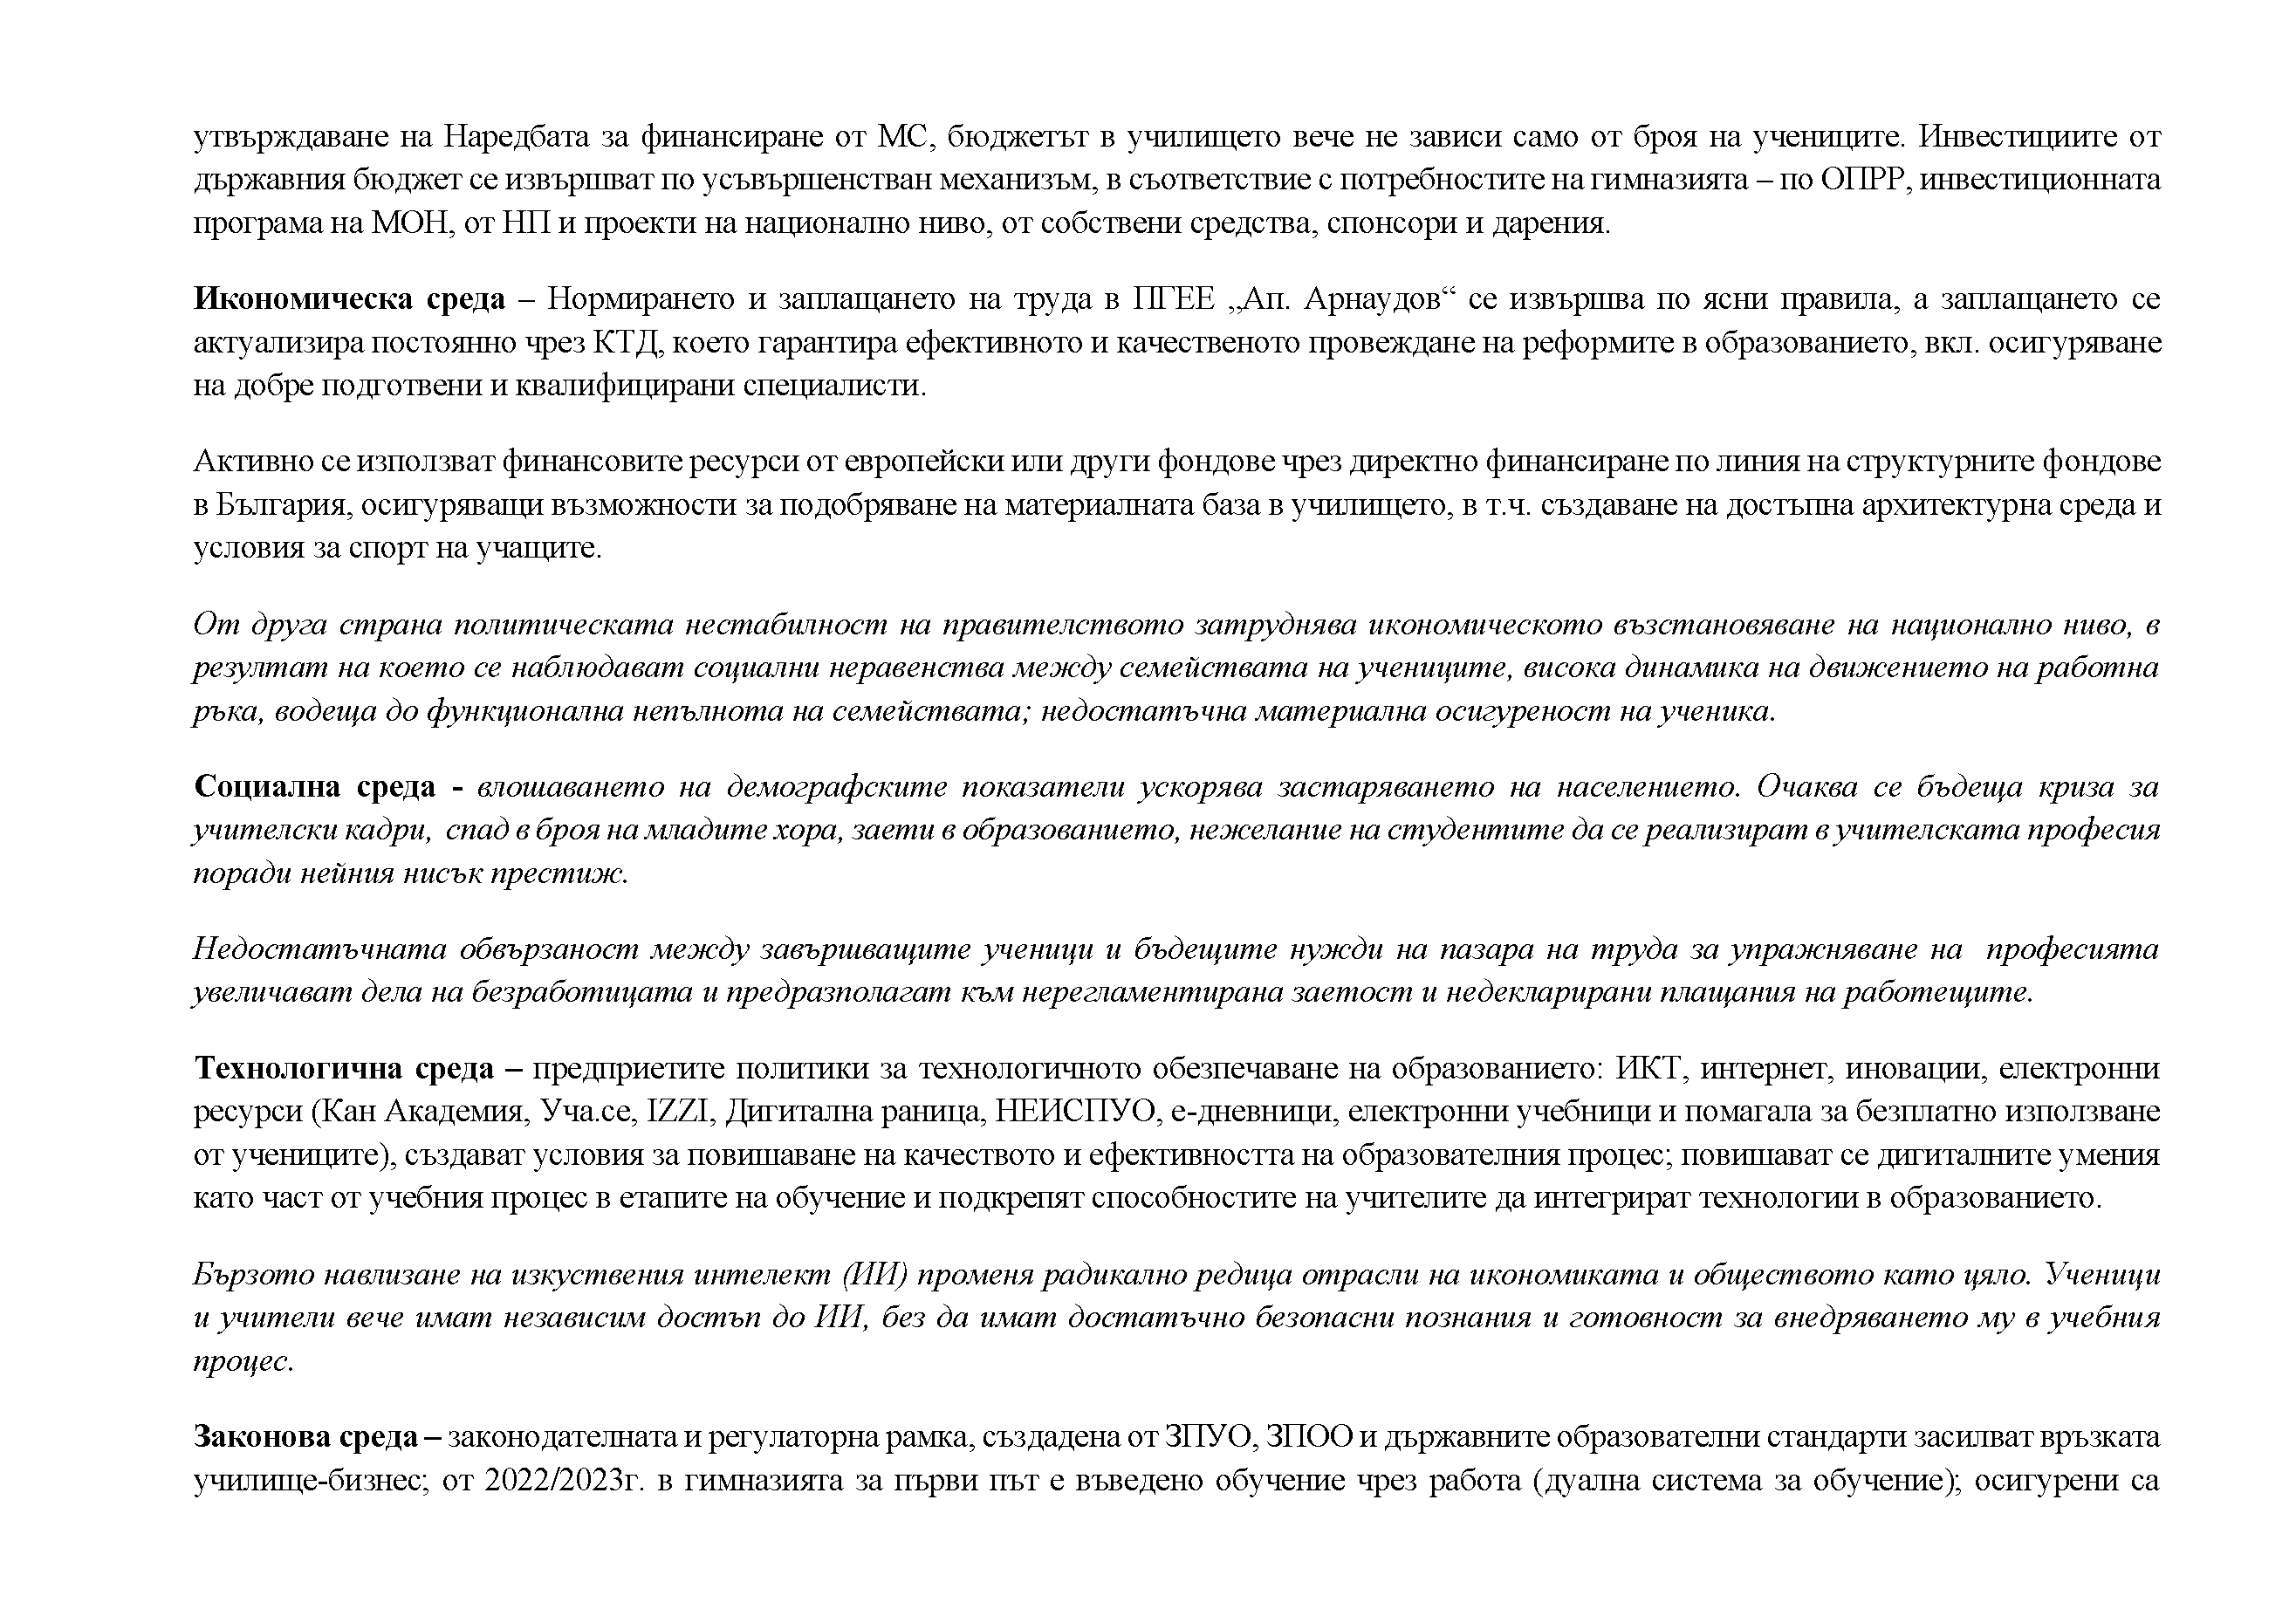 утвърждаване на Наредбата за финансиране от МС, бюджетът в училището вече не зависи само от броя на учениците. Инвестициите от
държавния бюджет се извършват по усъвършенстван механизъм, в съответствие с потребностите на гимназията – по ОПРР, инвестиционната
програма на МОН, от НП и проекти на национално ниво, от собствени средства, спонсори и дарения.
Икономическа среда – Нормирането и заплащането на труда в ПГЕЕ „Ап. Арнаудов“ се извършва по ясни правила, а заплащането се
актуализира постоянно чрез КТД, което гарантира ефективното и качественото провеждане на реформите в образованието, вкл. осигуряване
на добре подготвени и квалифицирани специалисти.
Активно се използват финансовите ресурси от европейски или други фондове чрез директно финансиране по линия на структурните фондове
в България, осигуряващи възможности за подобряване на материалната база в училището, в т.ч. създаване на достъпна архитектурна среда и
условия за спорт на учащите.
От друга страна политическата нестабилност на правителството затруднява икономическото възстановяване на национално ниво, в
резултат на което се наблюдават социални неравенства между семействата на учениците, висока динамика на движението на работна
ръка, водеща до функционална непълнота на семействата; недостатъчна материална осигуреност на ученика.
Социална среда - влошаването на демографските показатели ускорява застаряването на населението. Очаква се бъдеща криза за
учителски кадри,  спад в броя на младите хора, заети в образованието, нежелание на студентите да се реализират в учителската професия
поради нейния нисък престиж.
Недостатъчната обвързаност между завършващите ученици и бъдещите нужди на пазара на труда за упражняване на  професията
увеличават дела на безработицата и предразполагат към нерегламентирана заетост и недекларирани плащания на работещите.
Технологична среда – предприетите политики за технологичното обезпечаване на образованието: ИКТ, интернет, иновации, електронни
ресурси (Кан Академия, Уча.се, IZZI, Дигитална раница, НЕИСПУО, е-дневници, електронни учебници и помагала за безплатно използване
от учениците), създават условия за повишаване на качеството и ефективността на образователния процес; повишават се дигиталните умения
като част от учебния процес в етапите на обучение и подкрепят способностите на учителите да интегрират технологии в образованието.
Бързото навлизане на изкуствения интелект (ИИ) променя радикално редица отрасли на икономиката и обществото като цяло. Ученици
и учители вече имат независим достъп до ИИ, без да имат достатъчно безопасни познания и готовност за внедряването му в учебния
процес.
Законова среда – законодателната и регулаторна рамка, създадена от ЗПУО, ЗПОО и държавните образователни стандарти засилват връзката
училище-бизнес; от 2022/2023г. в гимназията за първи път е въведено обучение чрез работа (дуална система за обучение); осигурени са